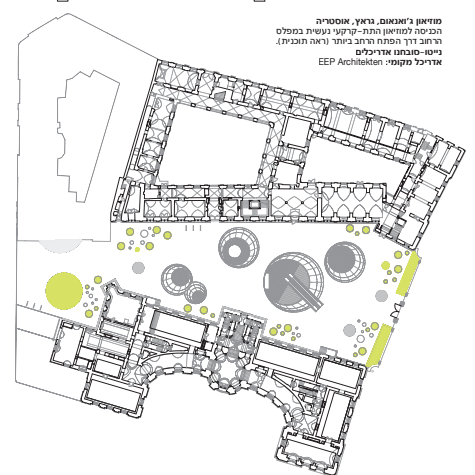 מוזיאון ג'ואנאום, גראץ, אוסטריה
הכניסה למוזיאון התת-קרקעי נעשית במפלס
הרחוב דרך הפתח הרחב ביותר (ראה תוכנית).
נייטו-סובחנו אדריכלים
אדריכל מקומי: EEP Architekten